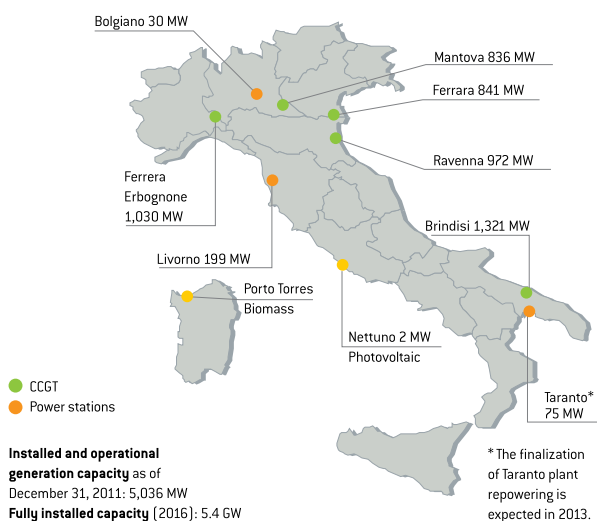 Bolgiano 30 MW
Mantova 836 MW
Ferrara 841 MW
Ravenna 972 MW
Ferrera
Erbognone
1,030 MW
Brindisi 1,321 MW
Livorno 199 MW
Porto Torres
Biomass
Nettuno 2 MW
Photovoltaic
Taranto*
75 MW
CCGT
Power stations
Installed and operational
generation capacity as of
December 31, 2011: 5,036 MW
Fully installed capacity (2016): 5.4 GW
* The finalization
of Taranto plant
repowering is
expected in 2013.